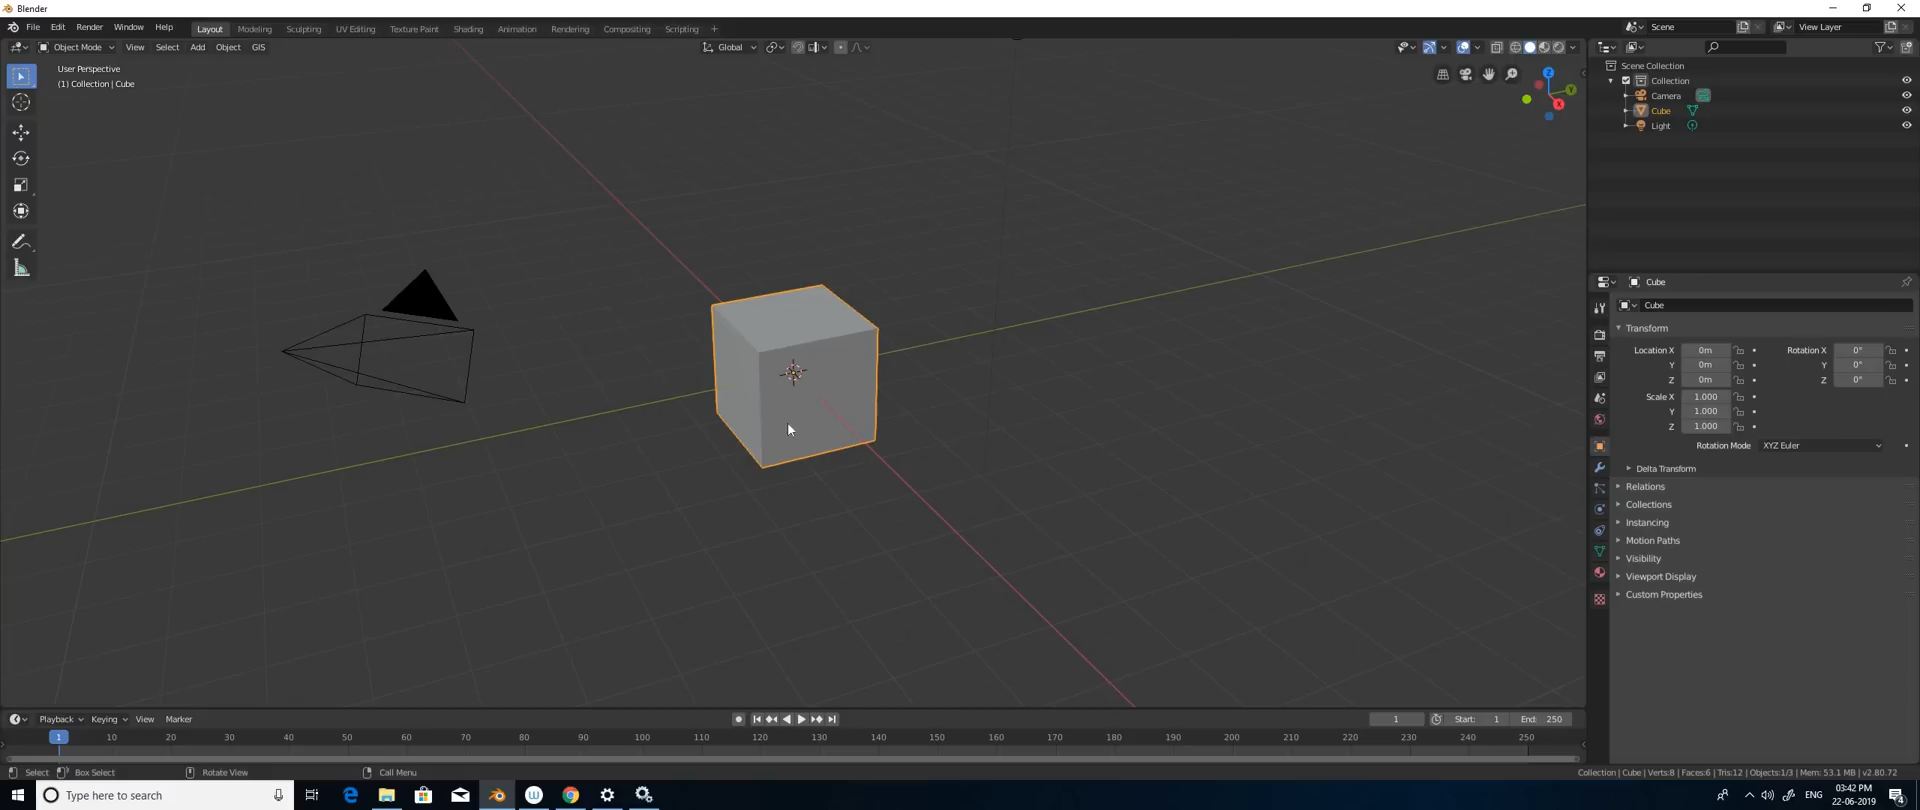 Blender
File Edit Render Window Help Layout Modeling Sculpting UV Editing Texture Paint Shading Animation Rendering Compositing Scripting + Scene View Layer
Object Mode View Select Add Object GIS Global
User Perspective
(1) Collection | Cube
Z
Y
X
Scene Collection
Collection
Camera
Cube
Light
Cube
Cube
Transform
Location X 0m Rotation X 0°
Y 0m Y 0°
Z 0m Z 0°
Scale X 1.000
Y 1.000
Z 1.000
Rotation Mode XYZ Euler
Delta Transform
Relations
Collections
Instancing
Motion Paths
Visibility
Viewport Display
Custom Properties
Playback Keying View Marker 1 Start: 1 End: 250
1 10 20 30 40 50 60 70 80 90 100 110 120 130 140 150 160 170 180 190 200 210 220 230 240 250
Select Box Select Rotate View Call Menu Collection | Cube | Verts:8 | Faces:6 | Tris:12 | Objects:1/3 | Mem: 53.1 MB | v2.80.72
Type here to search ENG 03:42 PM
22-06-2019 4